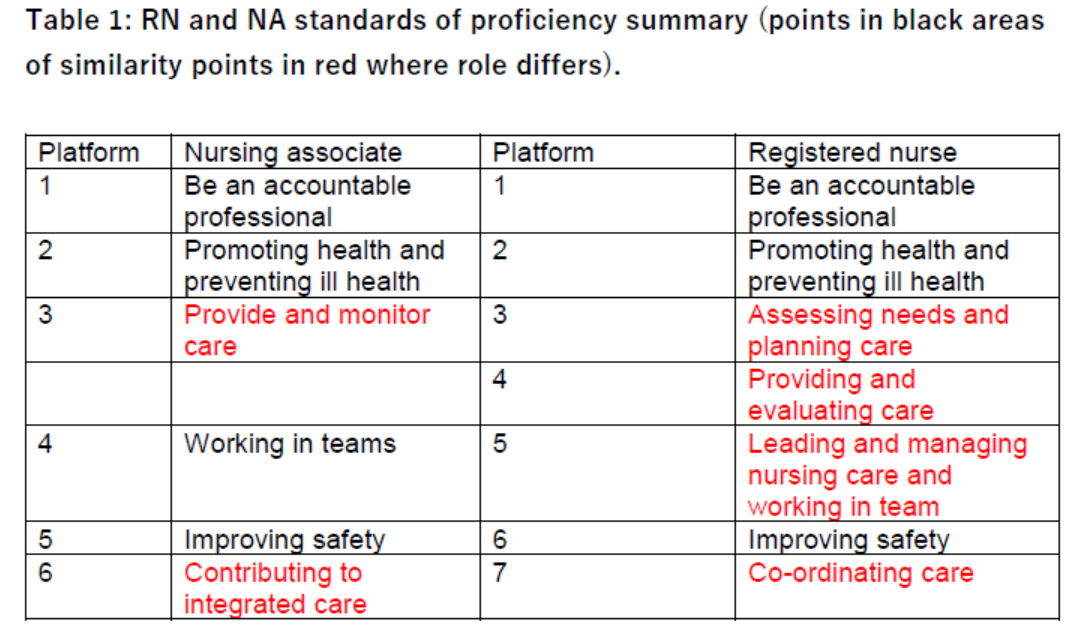 Table 1: RN and NA standards of proficiency summary (points in black areas
of similarity points in red where role differs).
Platform Nursing associate Platform Registered nurse
1 Be an accountable 1 Be an accountable
professional professional
2 Promoting health and 2 Promoting health and
preventing ill health preventing ill health
3 Provide and monitor 3 Assessing needs and
care planning care
4 Providing and
evaluating care
4 Working in teams 5 Leading and managing
nursing care and
working in team
5 Improving safety 6 Improving safety
6 Contributing to 7 Co-ordinating care
integrated care